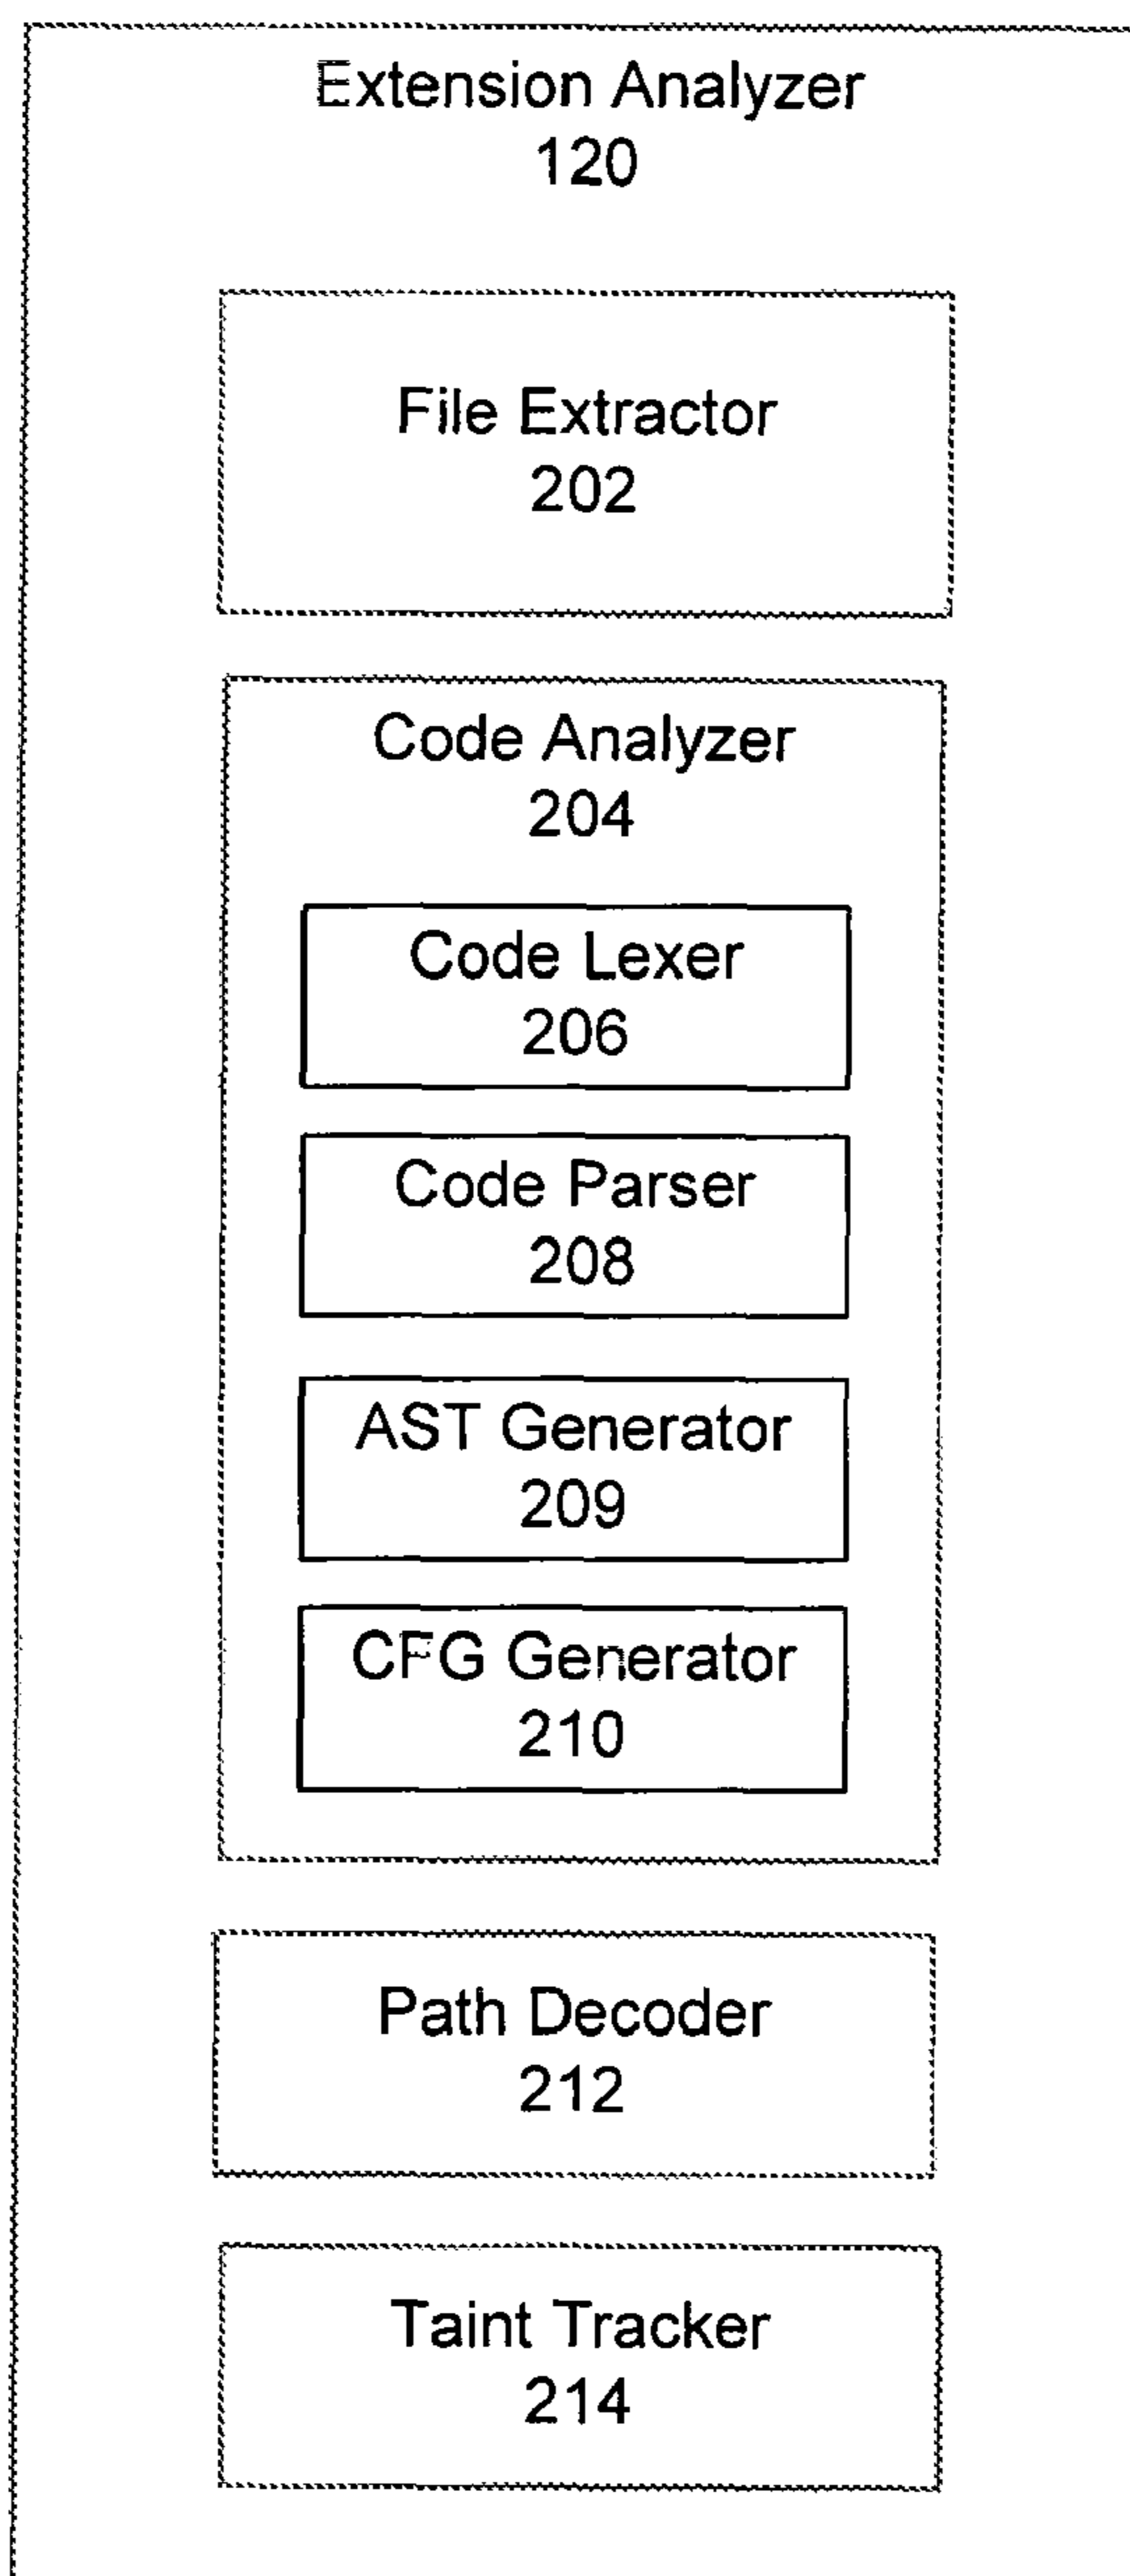 Extension Analyzer
120
File Extractor
202
Code Analyzer
204
Code Lexer
206
Code Parser
208
AST Generator
209
CFG Generator
210
Path Decoder
212
Taint Tracker
214